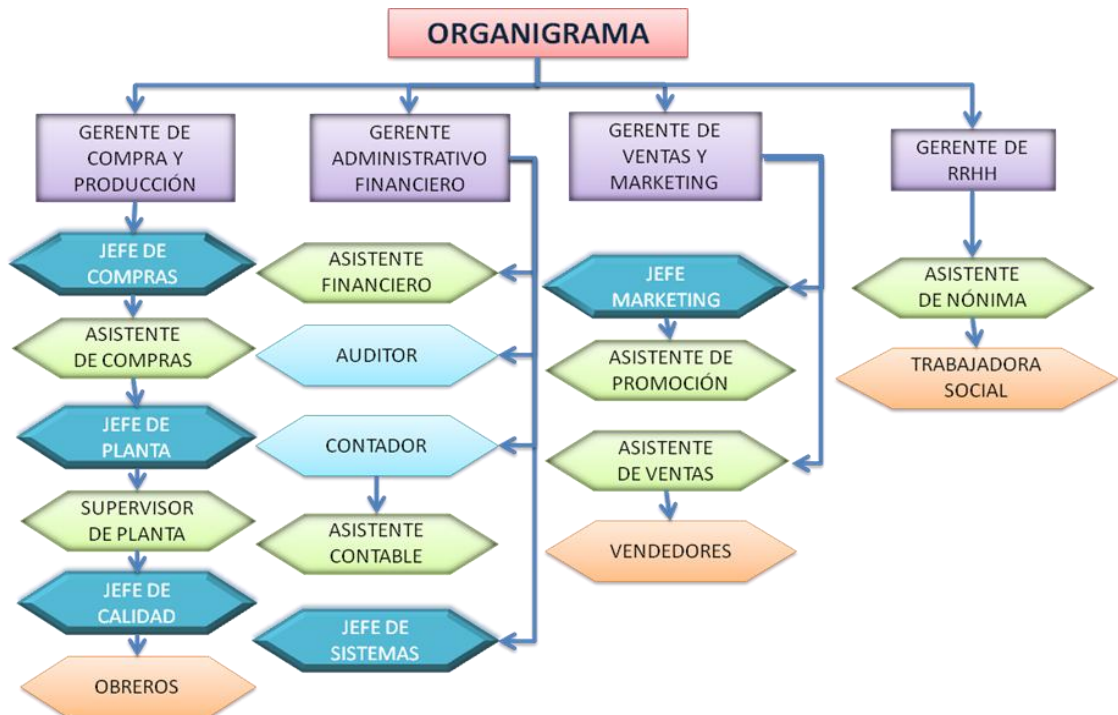 ORGANIGRAMA
GERENTE DE
COMPRA Y
PRODUCCIÓN
JEFE DE
COMPRAS
ASISTENTE
DE COMPRAS
JEFE DE
PLANTA
SUPERVISOR
DE PLANTA
JEFE DE
CALIDAD
OBREROS
GERENTE
ADMINISTRATIVO
FINANCIERO
ASISTENTE
FINANCIERO
AUDITOR
CONTADOR
ASISTENTE
CONTABLE
JEFE DE
SISTEMAS
GERENTE DE
VENTAS Y
MARKETING
JEFE
MARKETING
ASISTENTE DE
PROMOCIÓN
ASISTENTE
DE VENTAS
VENDEDORES
GERENTE DE
RRHH
ASISTENTE
DE NÓNIMA
TRABAJADORA
SOCIAL